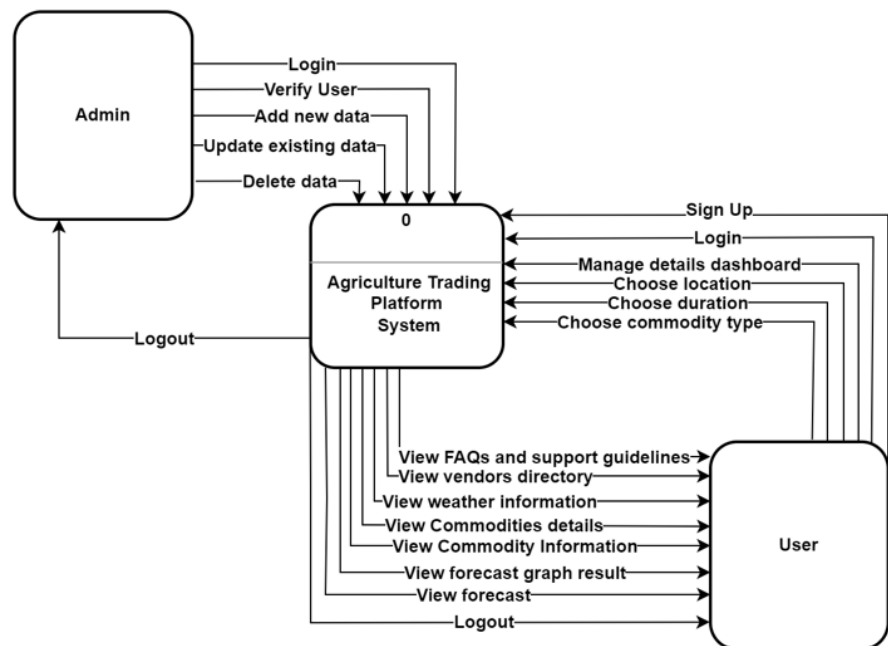 Admin
Login
Verify User
Add new data
Update existing data
Delete data
0
Agriculture Trading
Platform
System
Sign Up
Login
Manage details dashboard
Choose location
Choose duration
Choose commodity type
Logout
View FAQs and support guidelines
View vendors directory
View weather information
View Commodities details
View Commodity Information
View forecast graph result
View forecast
Logout
User